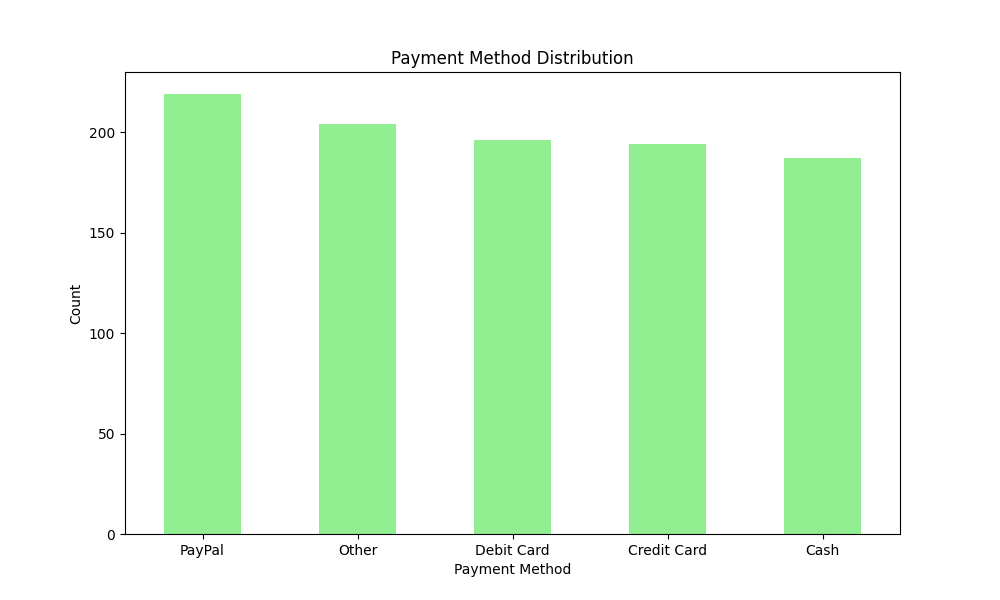 Payment Method Distribution
200
150
100
50
0
Count
PayPal Other Debit Card Credit Card Cash
Payment Method